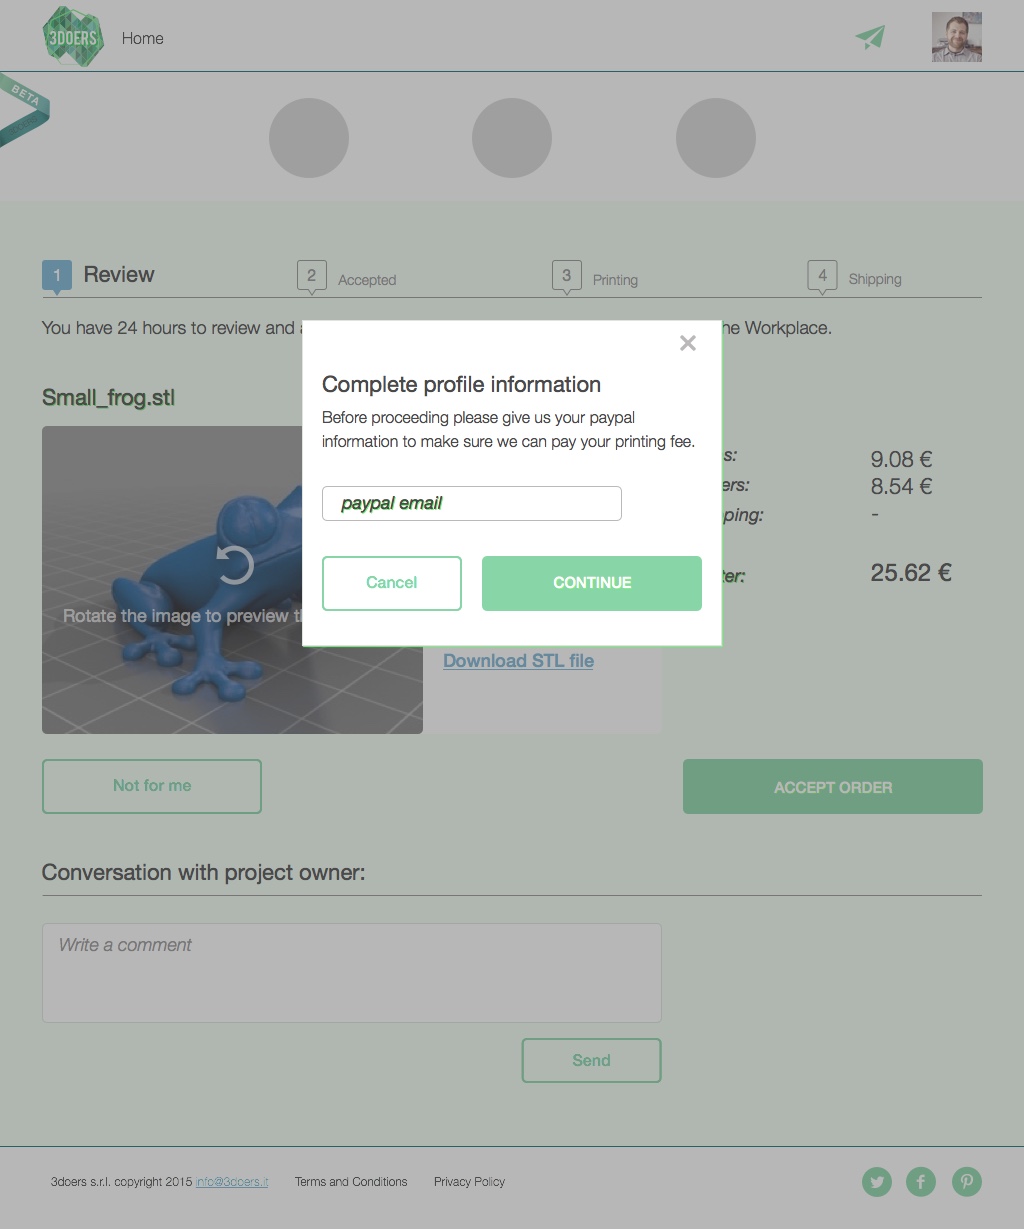 3DOERS
Home
BETA
1 Review
2 Accepted
3 Printing
4 Shipping
You have 24 hours to review and
he Workplace.
Complete profile information
Before proceeding please give us your paypal
information to make sure we can pay your printing fee.
paypal email
Cancel
CONTINUE
Small_frog.stl
Rotate the image to preview
s: 9.08 €
ers: 8.54 €
ping: -
ter: 25.62 €
Download STL file
Not for me
ACCEPT ORDER
Conversation with project owner:
Write a comment
Send
3doers s.r.l. copyright 2015 info@3doers.it Terms and Conditions Privacy Policy